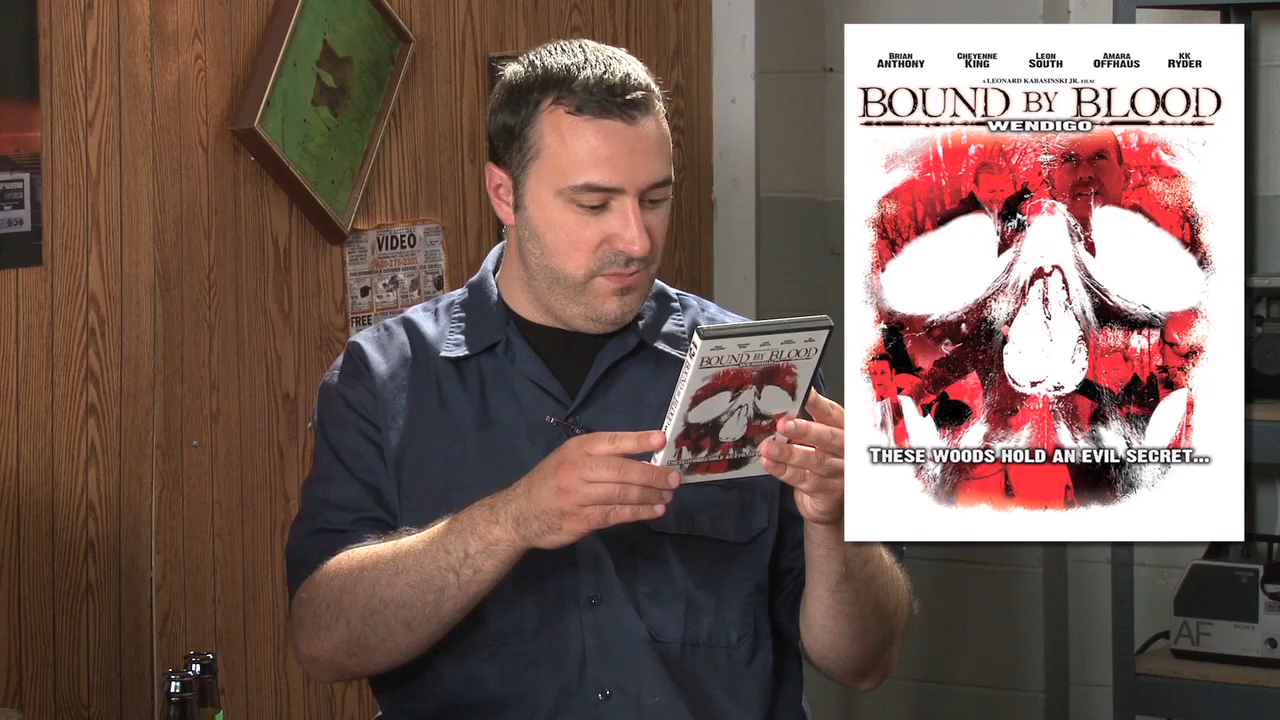 BRIAN ANTHONY
CHEYENNE KING
LEON SOUTH
AMARA OFFHAUS
KK RYDER
A LEONARD KABASINSKI JR. FILM
BOUND BY BLOOD
WENDIGO
THESE WOODS HOLD AN EVIL SECRET...
BOUND BY BLOOD
VIDEO
FREE
AF
SONY